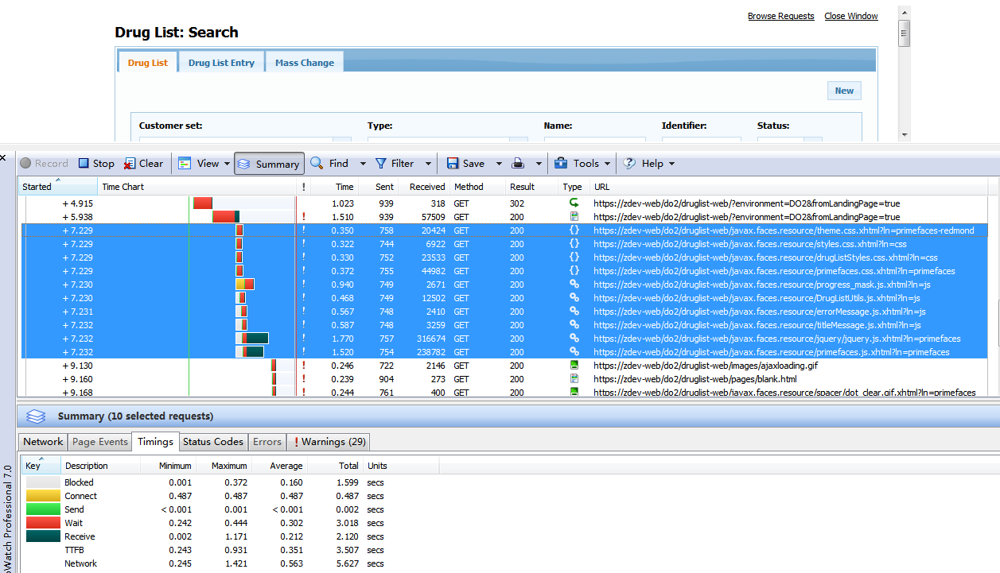 Browse Requests Close Window
Drug List: Search
Drug List Drug List Entry Mass Change
New
Customer set: Type: Name: Identifier: Status:
Record Stop Clear View Summary Find Filter Save Tools Help
Started Time Chart ! Time Sent Received Method Result Type URL
+ 4.915 1.023 939 318 GET 302 https://zdev-web/do2/druglist-web/?environment=DO2&fromLandingPage=true
+ 5.938 ! 1.510 939 57509 GET 200 https://zdev-web/do2/druglist-web/?environment=DO2&fromLandingPage=true
+ 7.229 ! 0.350 758 20424 GET 200 {} https://zdev-web/do2/druglist-web/javax.faces.resource/theme.css.xhtml?ln=primefaces-redmond
+ 7.229 ! 0.322 744 6922 GET 200 {} https://zdev-web/do2/druglist-web/javax.faces.resource/styles.css.xhtml?ln=css
+ 7.229 ! 0.330 752 23533 GET 200 {} https://zdev-web/do2/druglist-web/javax.faces.resource/drugListStyles.css.xhtml?ln=css
+ 7.229 ! 0.372 755 44982 GET 200 {} https://zdev-web/do2/druglist-web/javax.faces.resource/primefaces.css.xhtml?ln=primefaces
+ 7.230 ! 0.940 749 2671 GET 200 https://zdev-web/do2/druglist-web/javax.faces.resource/progress_mask.js.xhtml?ln=js
+ 7.230 ! 0.468 749 12502 GET 200 https://zdev-web/do2/druglist-web/javax.faces.resource/DrugListUtils.js.xhtml?ln=js
+ 7.231 ! 0.567 748 2410 GET 200 https://zdev-web/do2/druglist-web/javax.faces.resource/errorMessage.js.xhtml?ln=js
+ 7.232 ! 0.587 748 3259 GET 200 https://zdev-web/do2/druglist-web/javax.faces.resource/titleMessage.js.xhtml?ln=js
+ 7.232 ! 1.770 757 316674 GET 200 https://zdev-web/do2/druglist-web/javax.faces.resource/jquery/jquery.js.xhtml?ln=primefaces
+ 7.232 ! 1.520 754 238782 GET 200 https://zdev-web/do2/druglist-web/javax.faces.resource/primefaces.js.xhtml?ln=primefaces
+ 9.130 ! 0.246 722 2146 GET 200 https://zdev-web/do2/druglist-web/images/ajaxloading.gif
+ 9.160 ! 0.239 904 273 GET 200 https://zdev-web/do2/druglist-web/pages/blank.html
+ 9.168 ! 0.244 761 400 GET 200 https://zdev-web/do2/druglist-web/javax.faces.resource/spacer/dot_clear.gif.xhtml?ln=primefaces
Summary (10 selected requests)
Network Page Events Timings Status Codes Errors ! Warnings (29)
Key Description Minimum Maximum Average Total Units
Blocked 0.001 0.372 0.160 1.599 secs
Connect 0.487 0.487 0.487 0.487 secs
Send < 0.001 0.001 < 0.001 0.002 secs
Wait 0.242 0.444 0.302 3.018 secs
Receive 0.002 1.171 0.212 2.120 secs
TTFB 0.243 0.931 0.351 3.507 secs
Network 0.245 1.421 0.563 5.627 secs
Watch Professional 7.0